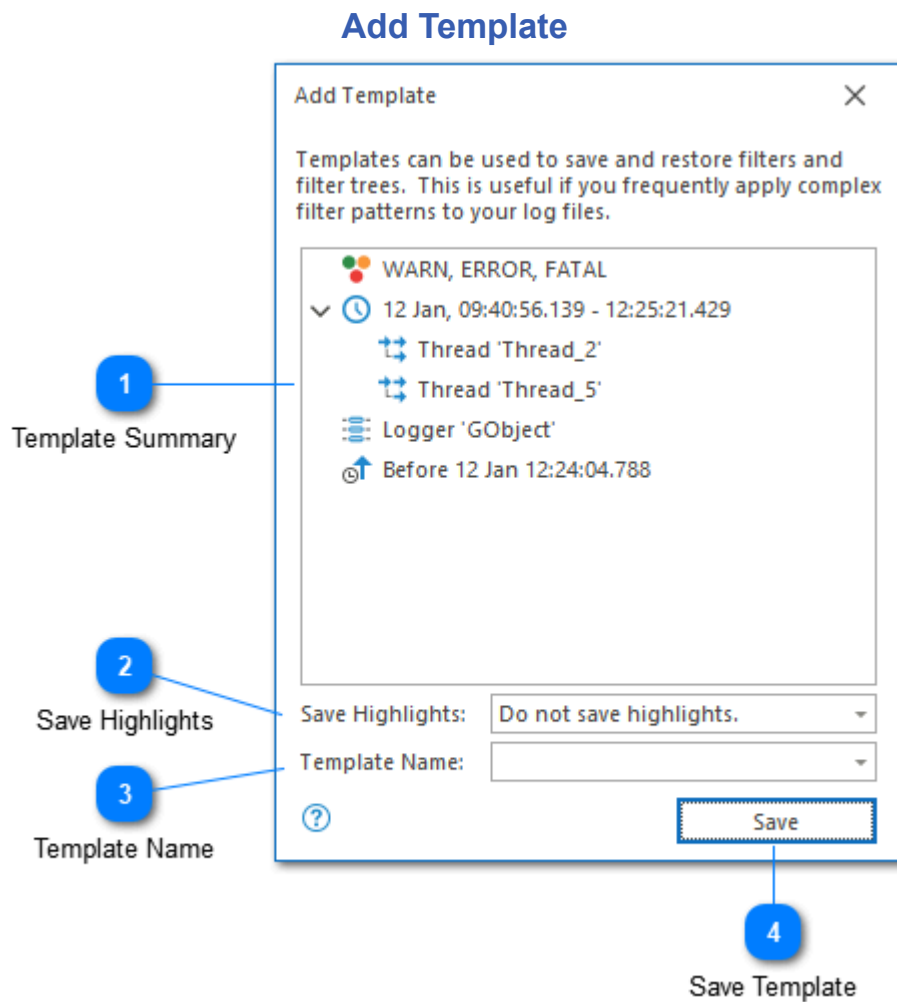 Add Template
Add Template
Templates can be used to save and restore filters and
filter trees.  This is useful if you frequently apply complex
filter patterns to your log files.
WARN, ERROR, FATAL
12 Jan, 09:40:56.139 - 12:25:21.429
Thread 'Thread_2'
Thread 'Thread_5'
Logger 'GObject'
Before 12 Jan 12:24:04.788
1
Template Summary
2
Save Highlights
Save Highlights: Do not save highlights.
Template Name:
3
Template Name
?
Save
4
Save Template